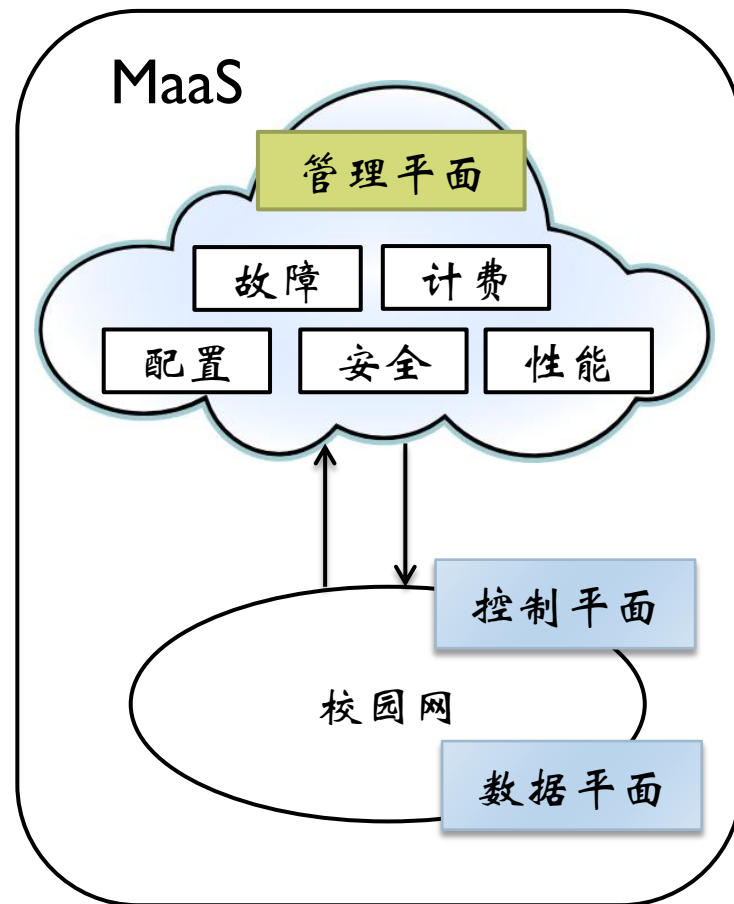 MaaS
管理平面
故障
计费
配置
安全
性能
控制平面
校园网
数据平面